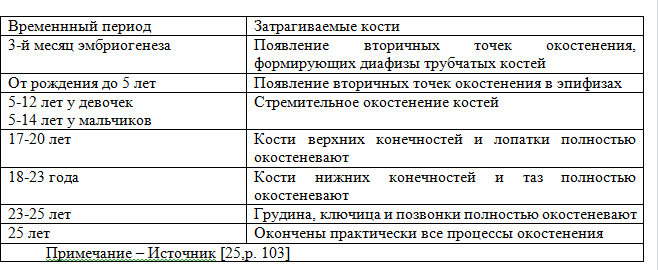 Временнный период Затрагиваемые кости
3-й месяц эмбриогенеза Появление вторичных точек окостенения,
формирующих диафизы трубчатых костей
От рождения до 5 лет Появление вторичных точек окостенения в эпифизах
5-12 лет у девочек Стремительное окостенение костей
5-14 лет у мальчиков
17-20 лет Кости верхних конечностей и лопатки полностью
окостеневают
18-23 года Кости нижних конечностей и таз полностью
окостеневают
23-25 лет Грудина, ключица и позвонки полностью окостеневают
25 лет Окончены практически все процессы окостенения
Примечание – Источник [25,p. 103]